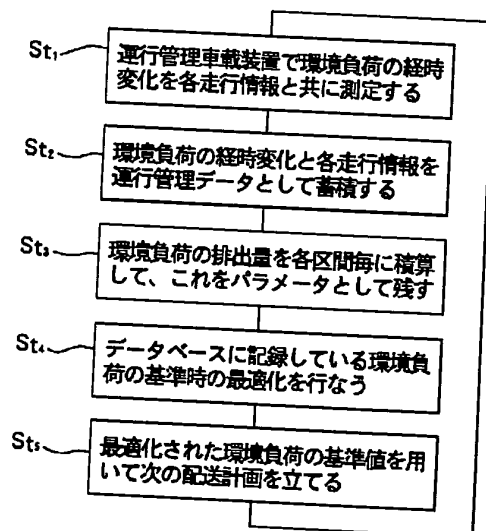 St₁
運行管理車載装置で環境負荷の経時
変化を各走行情報と共に測定する
St₂
環境負荷の経時変化と各走行情報を
運行管理データとして蓄積する
St₃
環境負荷の排出量を各区間毎に積算
して、これをパラメータとして残す
St₄
データベースに記録している環境負
荷の基準時の最適化を行なう
St₅
最適化された環境負荷の基準値を用
いて次の配送計画を立てる